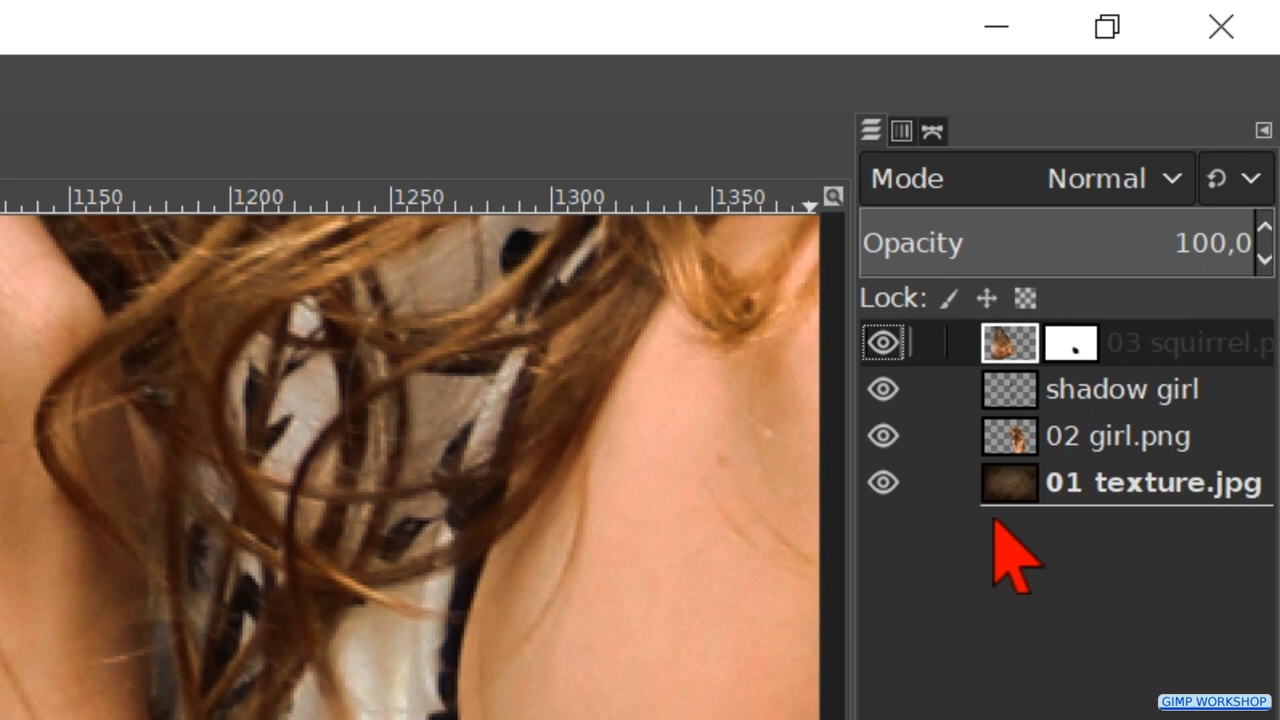 1150 1200 1250 1300 1350
Mode Normal
Opacity 100,0
Lock:
03 squirrel.p
shadow girl
02 girl.png
01 texture.jpg
GIMP WORKSHOP